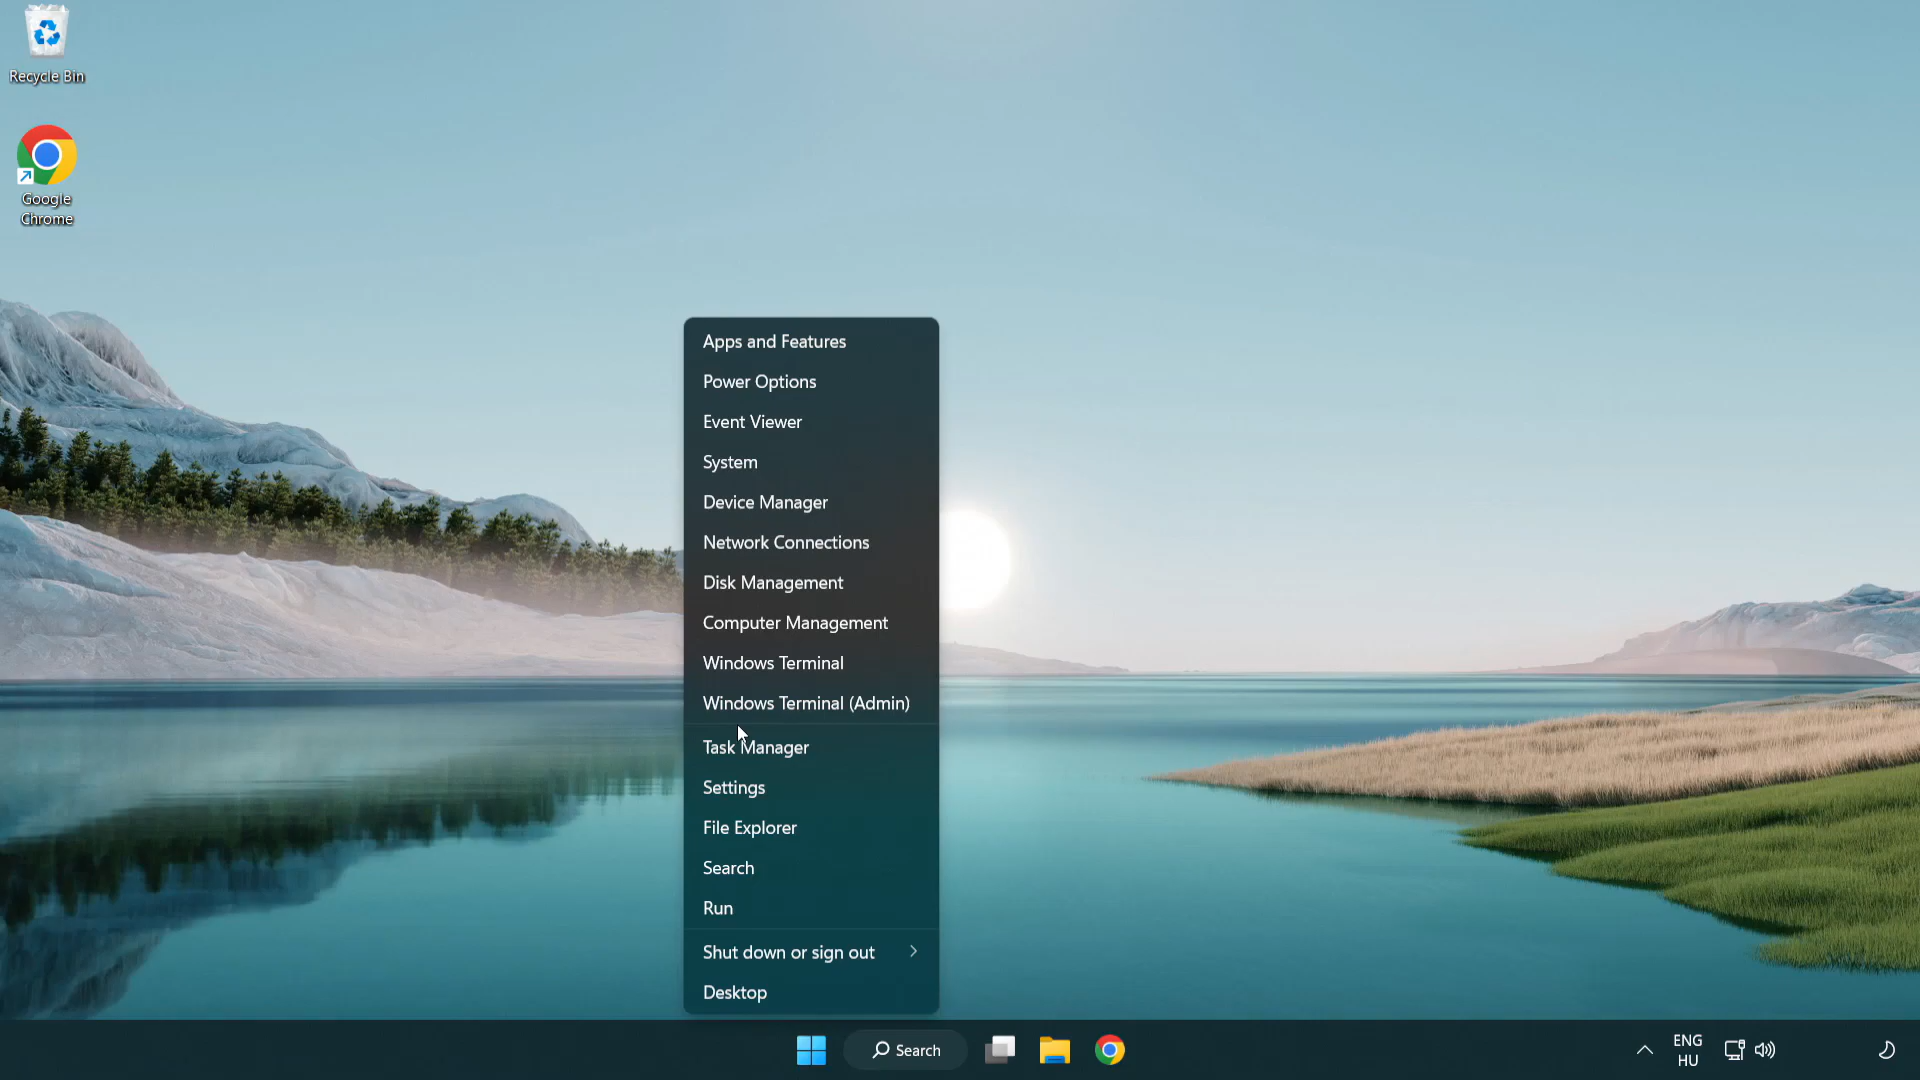 Recycle Bin
Google
Chrome
Apps and Features
Power Options
Event Viewer
System
Device Manager
Network Connections
Disk Management
Computer Management
Windows Terminal
Windows Terminal (Admin)
Task Manager
Settings
File Explorer
Search
Run
Shut down or sign out
Desktop
Search
ENG
HU